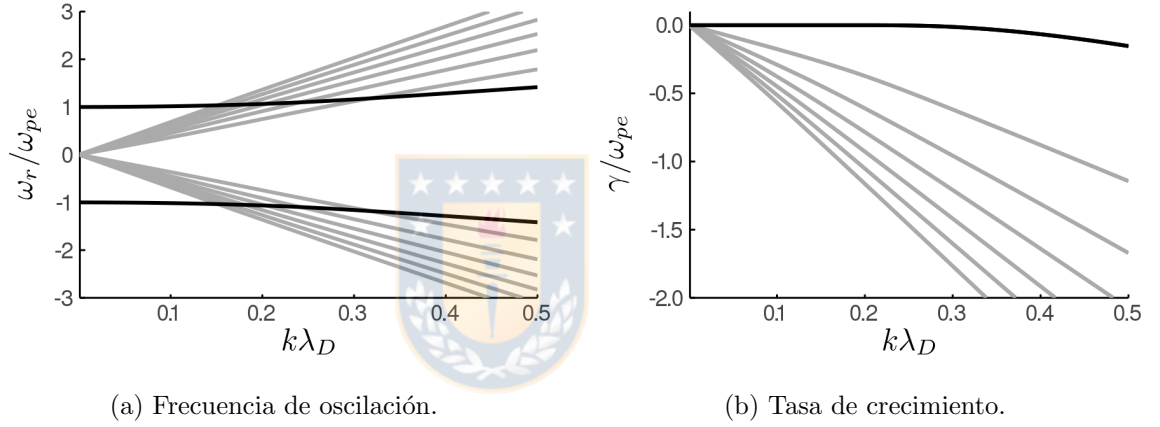 3
2
1
0
-1
-2
-3
ω_r/ω_pe
0.1 0.2 0.3 0.4 0.5
kλ_D
0.0
-0.5
-1.0
-1.5
-2.0
γ/ω_pe
0.1 0.2 0.3 0.4 0.5
kλ_D
(a) Frecuencia de oscilación.
(b) Tasa de crecimiento.